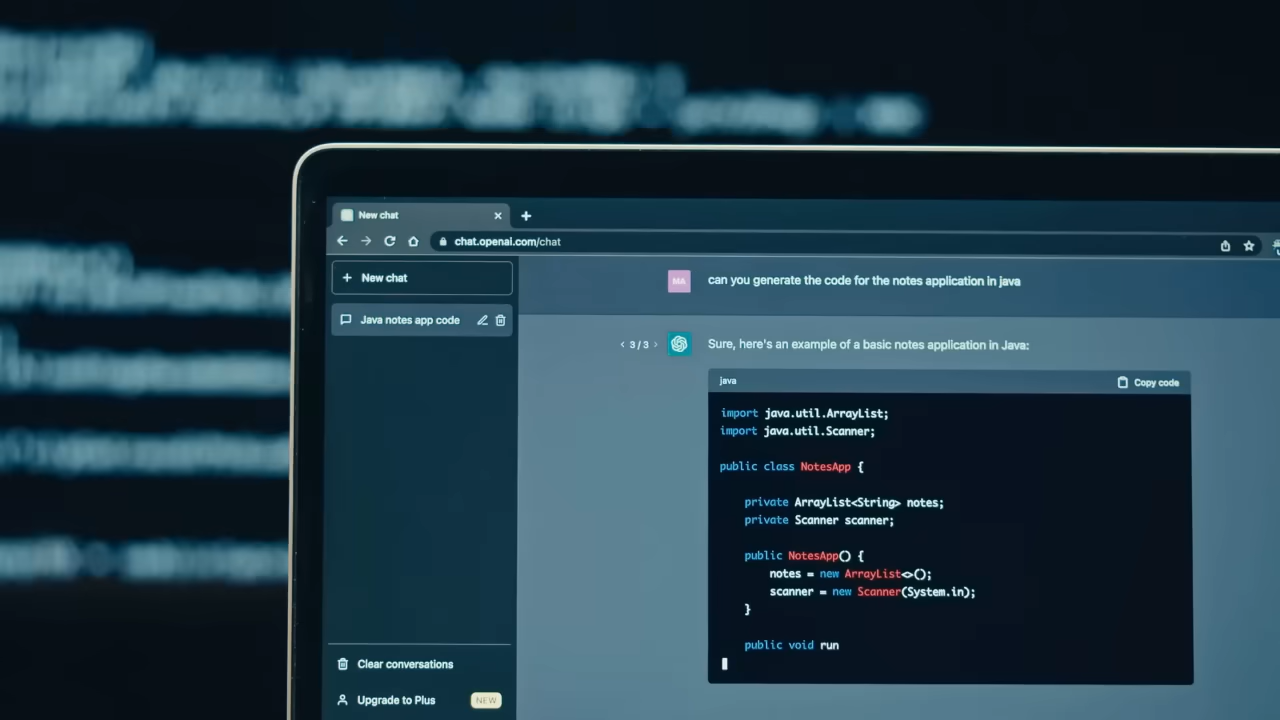 New chat
chat.openai.com/chat
New chat
Java notes app code
Clear conversations
Upgrade to Plus NEW
MA can you generate the code for the notes application in java
3 / 3 Sure, here's an example of a basic notes application in Java:
java Copy code
import java.util.ArrayList;
import java.util.Scanner;
public class NotesApp {
private ArrayList<String> notes;
private Scanner scanner;
public NotesApp() {
notes = new ArrayList<>();
scanner = new Scanner(System.in);
}
public void run